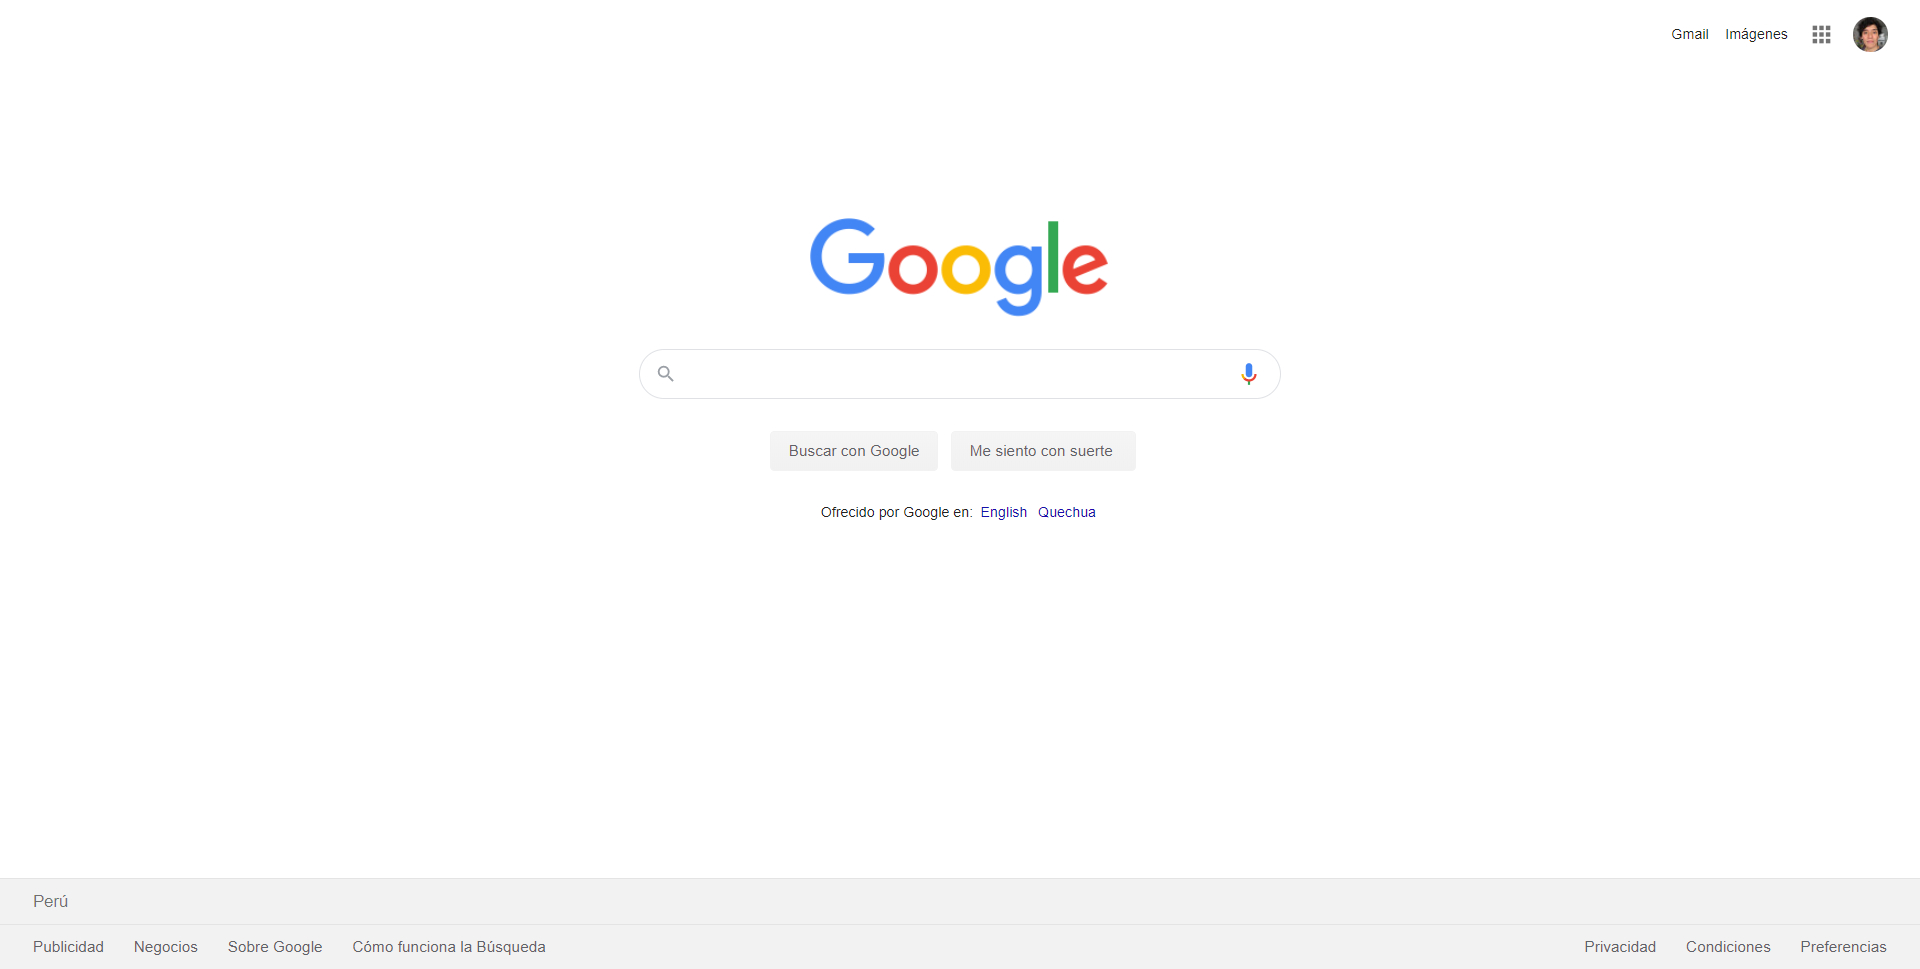 Gmail Imágenes
Google
Buscar con Google Me siento con suerte
Ofrecido por Google en: English Quechua
Perú
Publicidad Negocios Sobre Google Cómo funciona la Búsqueda Privacidad Condiciones Preferencias